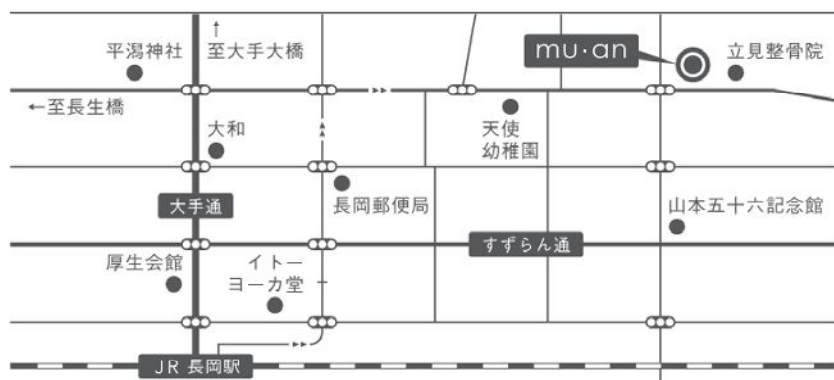 平潟神社
↑
至大手大橋
mu·an
立見整骨院
←至長生橋
大和
天使
幼稚園
大手通
長岡郵便局
山本五十六記念館
すずらん通
厚生会館
イトー
ヨーカ堂
JR 長岡駅